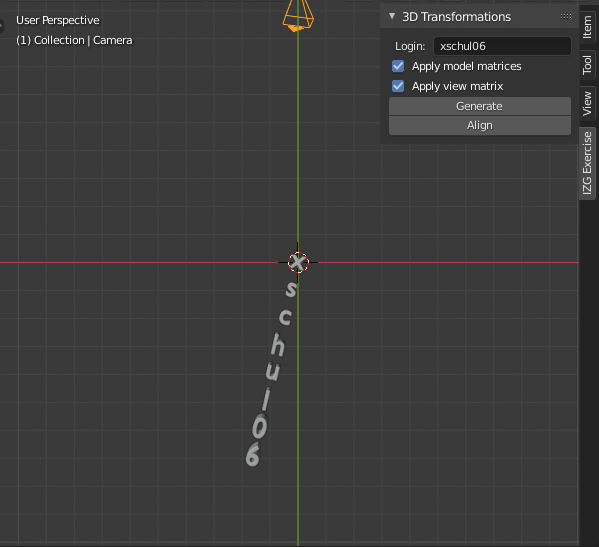 User Perspective
(1) Collection | Camera
3D Transformations
Login: xschul06
Apply model matrices
Apply view matrix
Generate
Align
Item
Tool
View
IZG Exercise
x
s
c
h
u
l
0
6